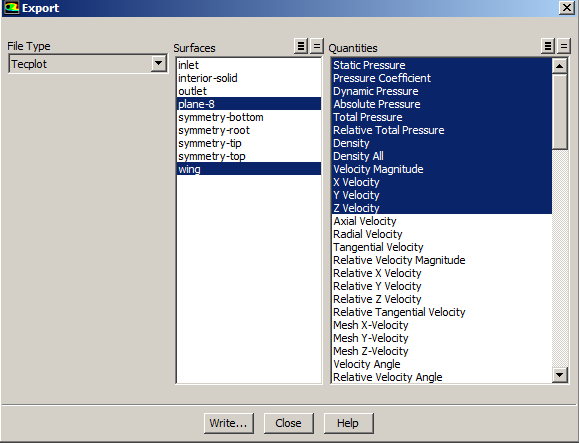 Export
File Type
Tecplot
Surfaces
inlet
interior-solid
outlet
plane-8
symmetry-bottom
symmetry-root
symmetry-tip
symmetry-top
wing
Quantities
Static Pressure
Pressure Coefficient
Dynamic Pressure
Absolute Pressure
Total Pressure
Relative Total Pressure
Density
Density All
Velocity Magnitude
X Velocity
Y Velocity
Z Velocity
Axial Velocity
Radial Velocity
Tangential Velocity
Relative Velocity Magnitude
Relative X Velocity
Relative Y Velocity
Relative Z Velocity
Relative Tangential Velocity
Mesh X-Velocity
Mesh Y-Velocity
Mesh Z-Velocity
Velocity Angle
Relative Velocity Angle
Write... Close Help